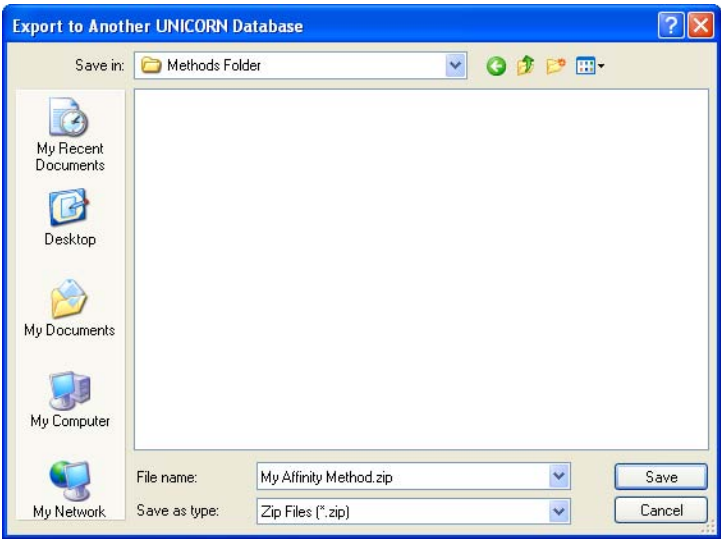 Export to Another UNICORN Database
Save in: Methods Folder
My Recent
Documents
Desktop
My Documents
My Computer
My Network
File name: My Affinity Method.zip Save
Save as type: Zip Files (*.zip) Cancel